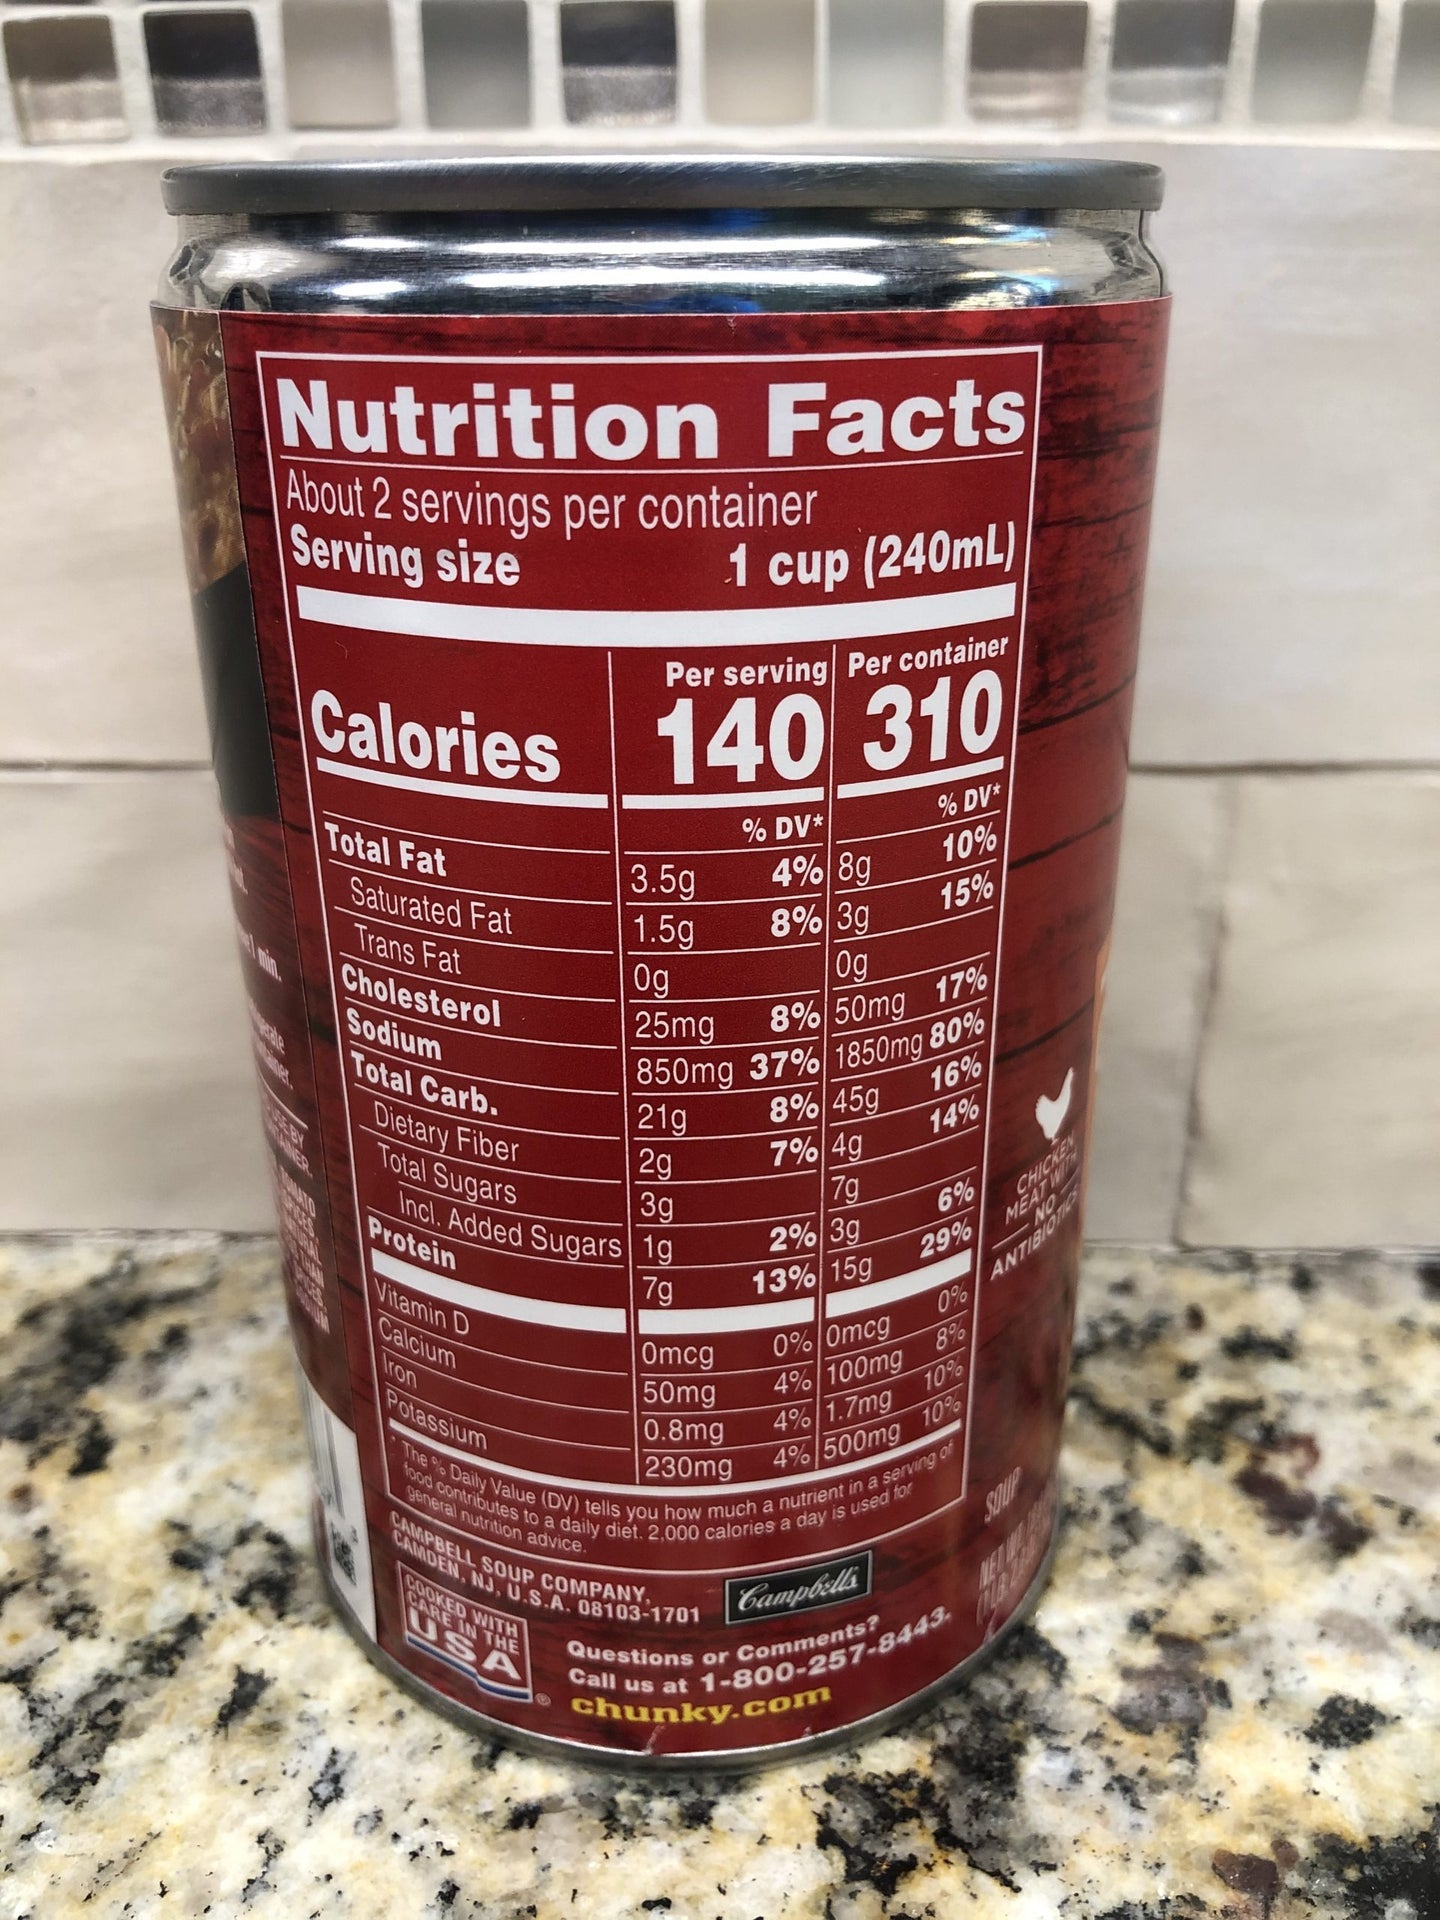 Nutrition Facts
About 2 servings per container
Serving size 1 cup (240mL)
Per serving Per container
Calories 140 310
% DV* % DV*
Total Fat 3.5g 4% 8g 10%
Saturated Fat 1.5g 8% 3g 15%
Trans Fat 0g 0g
Cholesterol 25mg 8% 50mg 17%
Sodium 850mg 37% 1850mg 80%
Total Carb. 21g 8% 45g 16%
Dietary Fiber 2g 7% 4g 14%
Total Sugars 3g 7g
Incl. Added Sugars 1g 2% 3g 6%
Protein 7g 13% 15g 29%
Vitamin D 0mcg 0% 0mcg 0%
Calcium 50mg 4% 100mg 8%
Iron 0.8mg 4% 1.7mg 10%
Potassium 230mg 4% 500mg 10%
* The % Daily Value (DV) tells you how much a nutrient in a serving of
food contributes to a daily diet. 2,000 calories a day is used for
general nutrition advice.
CAMPBELL SOUP COMPANY,
CAMDEN, NJ, U.S.A. 08103-1701
Campbell's
COOKED WITH
CARE IN THE
USA
®
Questions or Comments?
Call us at 1-800-257-8443.
chunky.com
CHICKEN
MEAT WITH
NO
ANTIBIOTICS
SOUP
NET
min.